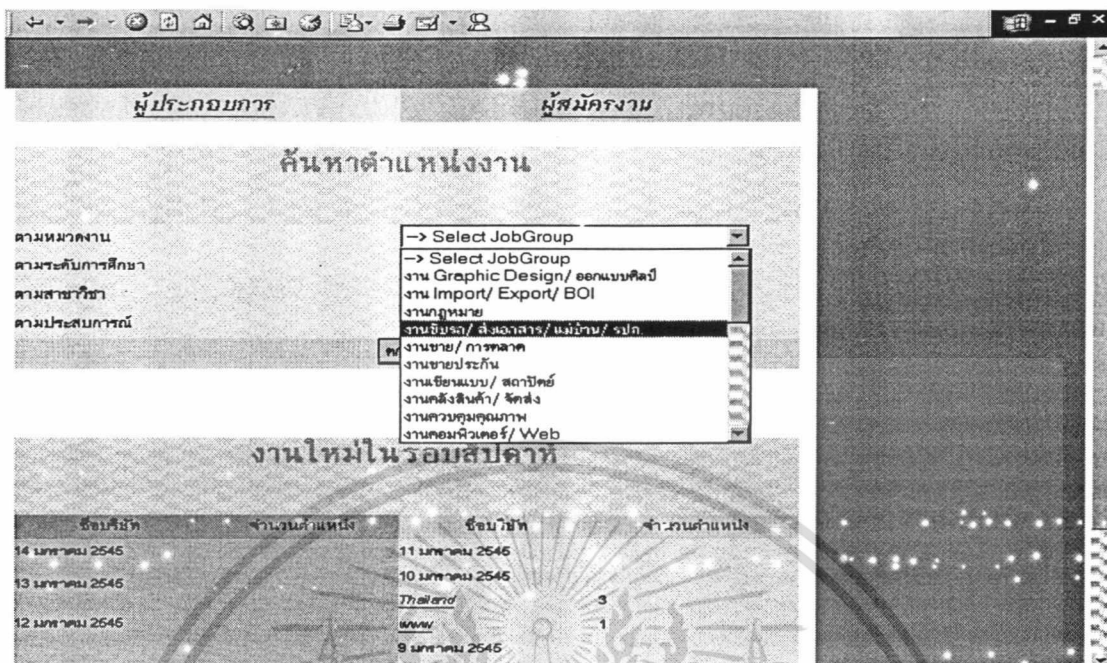 ผู้ประกอบการ ผู้สมัครงาน
ค้นหาตำแหน่งงาน
ตามหมวดงาน
ตามระดับการศึกษา
ตามสาขาวิชา
ตามประสบการณ์
--> Select JobGroup
--> Select JobGroup
งาน Graphic Design/ ออกแบบศิลป์
งาน Import/ Export/ BOI
งานกฎหมาย
งานขับรถ/ ส่งเอกสาร/ แม่บ้าน/ รปภ.
งานขาย/ การตลาด
งานขายประกัน
งานเขียนแบบ/ สถาปัตย์
งานคลังสินค้า/ จัดส่ง
งานควบคุมคุณภาพ
งานคอมพิวเตอร์/ Web
งานใหม่ในรอบสัปดาห์
ชื่อบริษัท จำนวนตำแหน่ง ชื่อบริษัท จำนวนตำแหน่ง
14 มกราคม 2545 11 มกราคม 2545
13 มกราคม 2545 10 มกราคม 2545
Thailand 3
12 มกราคม 2545 www 1
9 มกราคม 2545